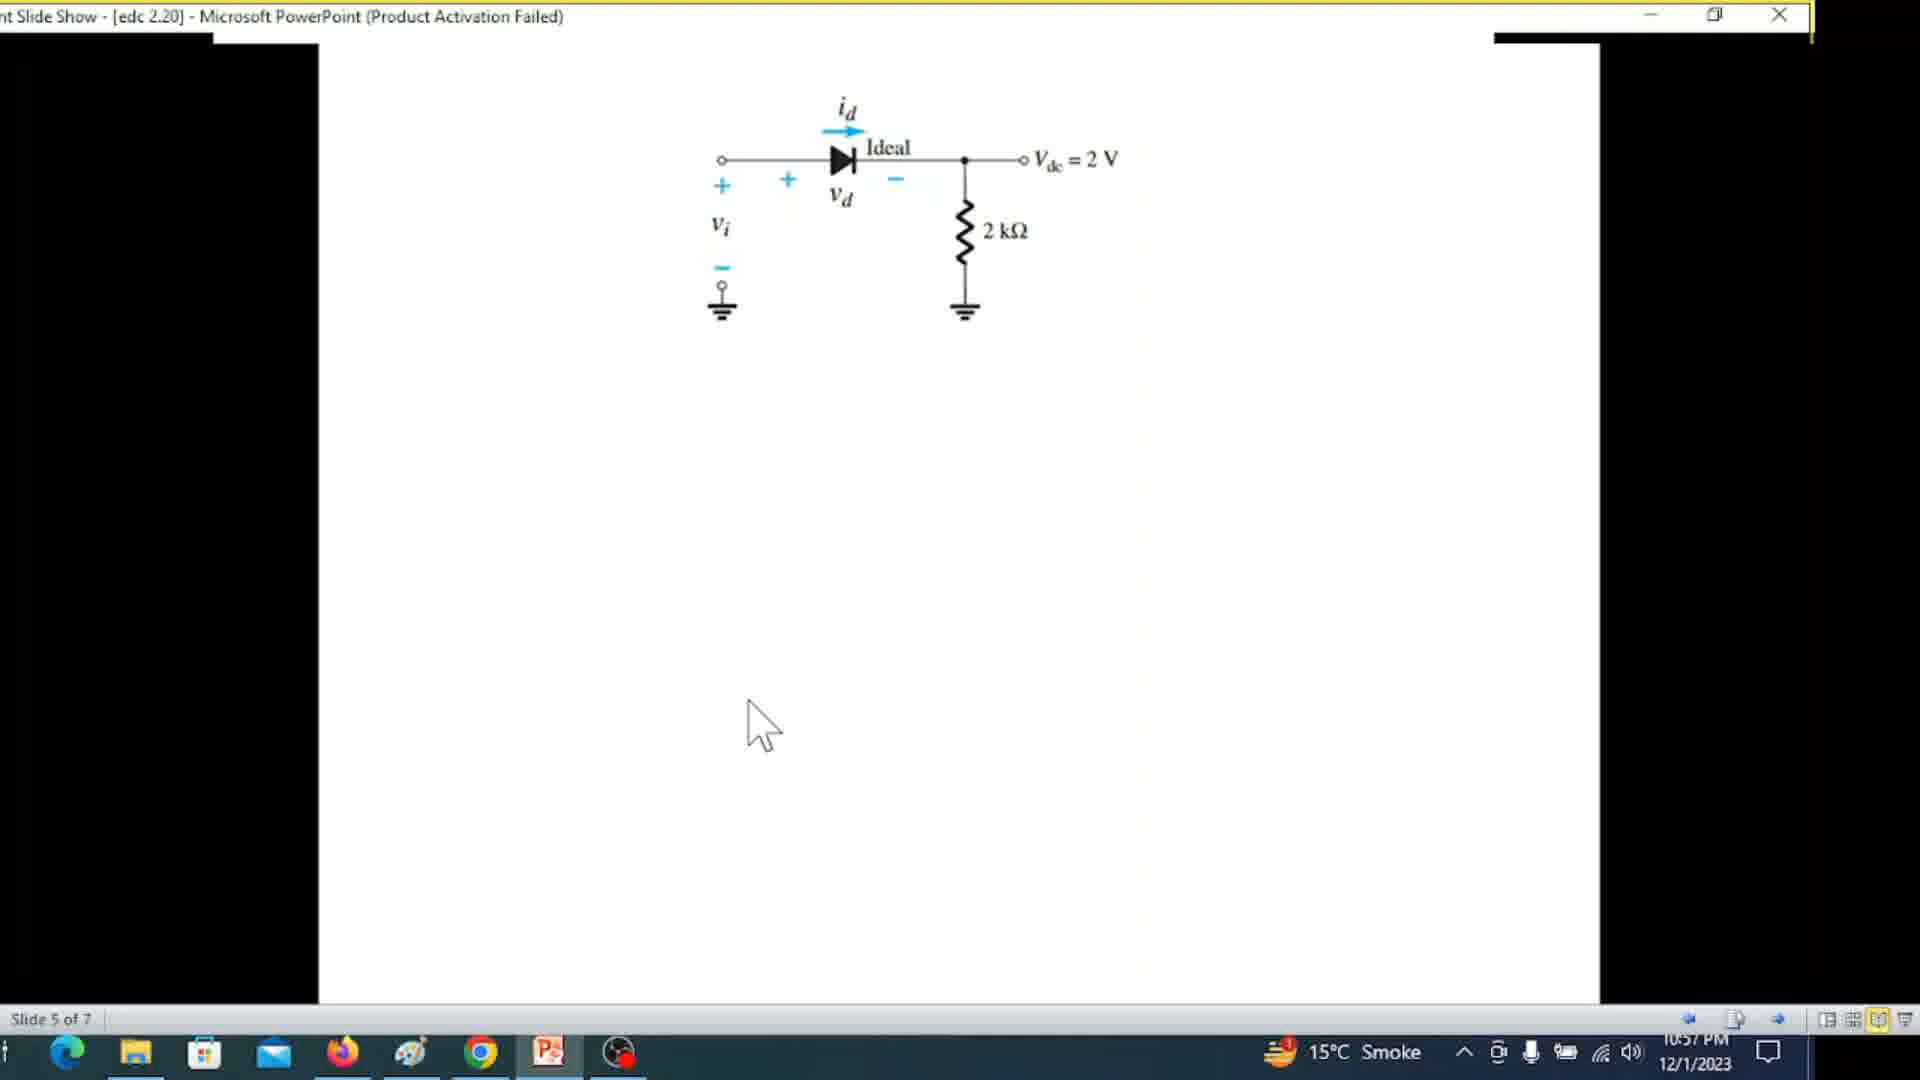 nt Slide Show - [edc 2.20] - Microsoft PowerPoint (Product Activation Failed)
i_d
Ideal
V_dc = 2 V
+ + −
v_d
v_i
2 kΩ
−
Slide 5 of 7
15°C Smoke
10:57 PM
12/1/2023